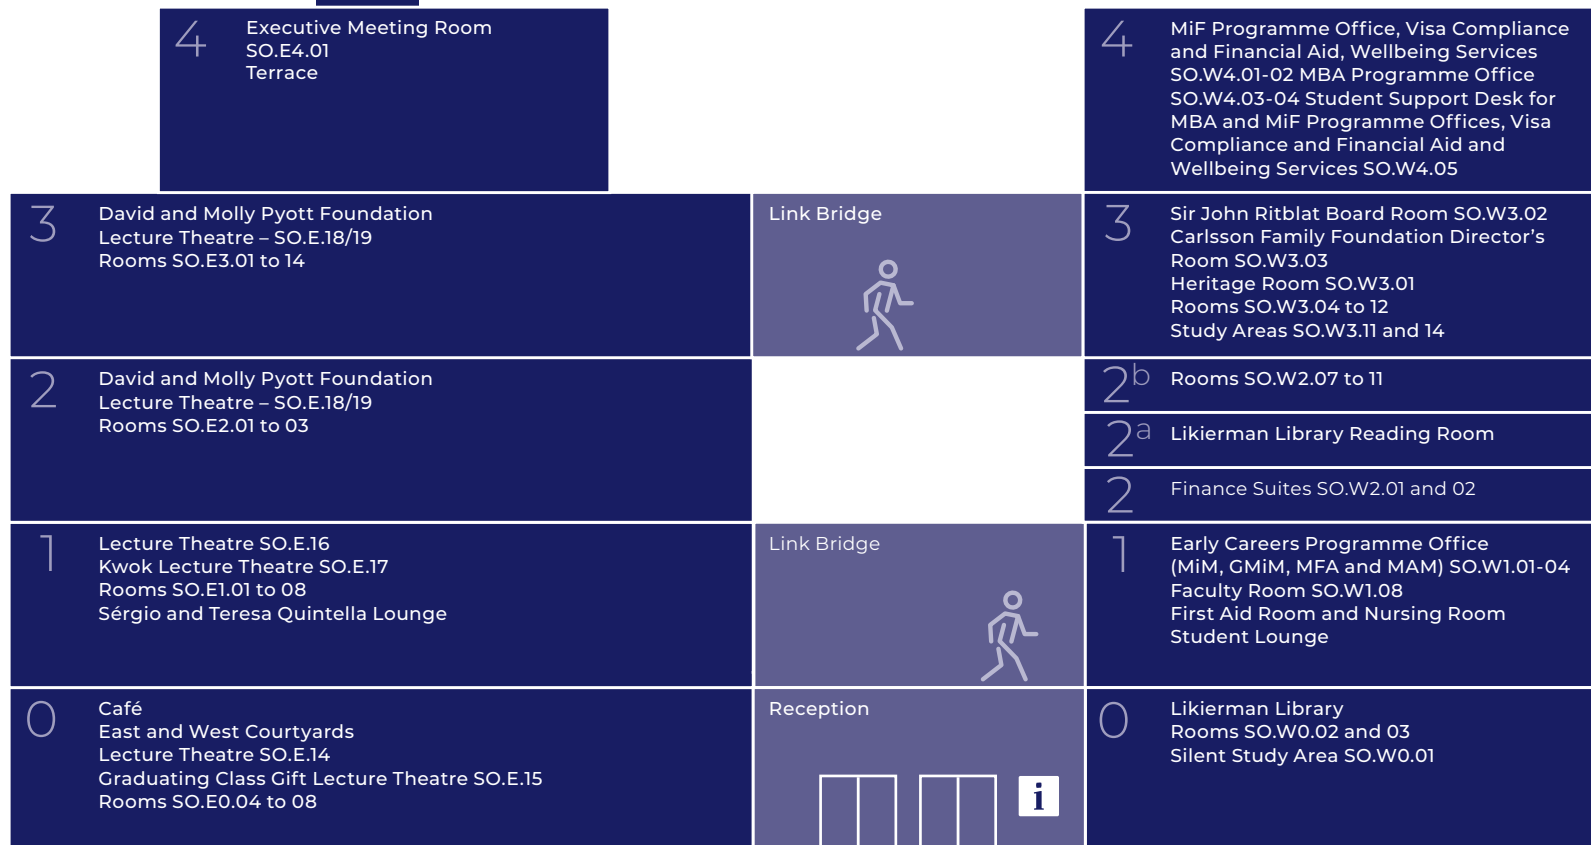 4
Executive Meeting Room
SO.E4.01
Terrace
4
MiF Programme Office, Visa Compliance
and Financial Aid, Wellbeing Services
SO.W4.01-02 MBA Programme Office
SO.W4.03-04 Student Support Desk for
MBA and MiF Programme Offices, Visa
Compliance and Financial Aid and
Wellbeing Services SO.W4.05
3
David and Molly Pyott Foundation
Lecture Theatre – SO.E.18/19
Rooms SO.E3.01 to 14
Link Bridge
3
Sir John Ritblat Board Room SO.W3.02
Carlsson Family Foundation Director’s
Room SO.W3.03
Heritage Room SO.W3.01
Rooms SO.W3.04 to 12
Study Areas SO.W3.11 and 14
2
David and Molly Pyott Foundation
Lecture Theatre – SO.E.18/19
Rooms SO.E2.01 to 03
2b
Rooms SO.W2.07 to 11
2a
Likierman Library Reading Room
2
Finance Suites SO.W2.01 and 02
1
Lecture Theatre SO.E.16
Kwok Lecture Theatre SO.E.17
Rooms SO.E1.01 to 08
Sérgio and Teresa Quintella Lounge
Link Bridge
1
Early Careers Programme Office
(MiM, GMiM, MFA and MAM) SO.W1.01-04
Faculty Room SO.W1.08
First Aid Room and Nursing Room
Student Lounge
0
Café
East and West Courtyards
Lecture Theatre SO.E.14
Graduating Class Gift Lecture Theatre SO.E.15
Rooms SO.E0.04 to 08
Reception
i
0
Likierman Library
Rooms SO.W0.02 and 03
Silent Study Area SO.W0.01